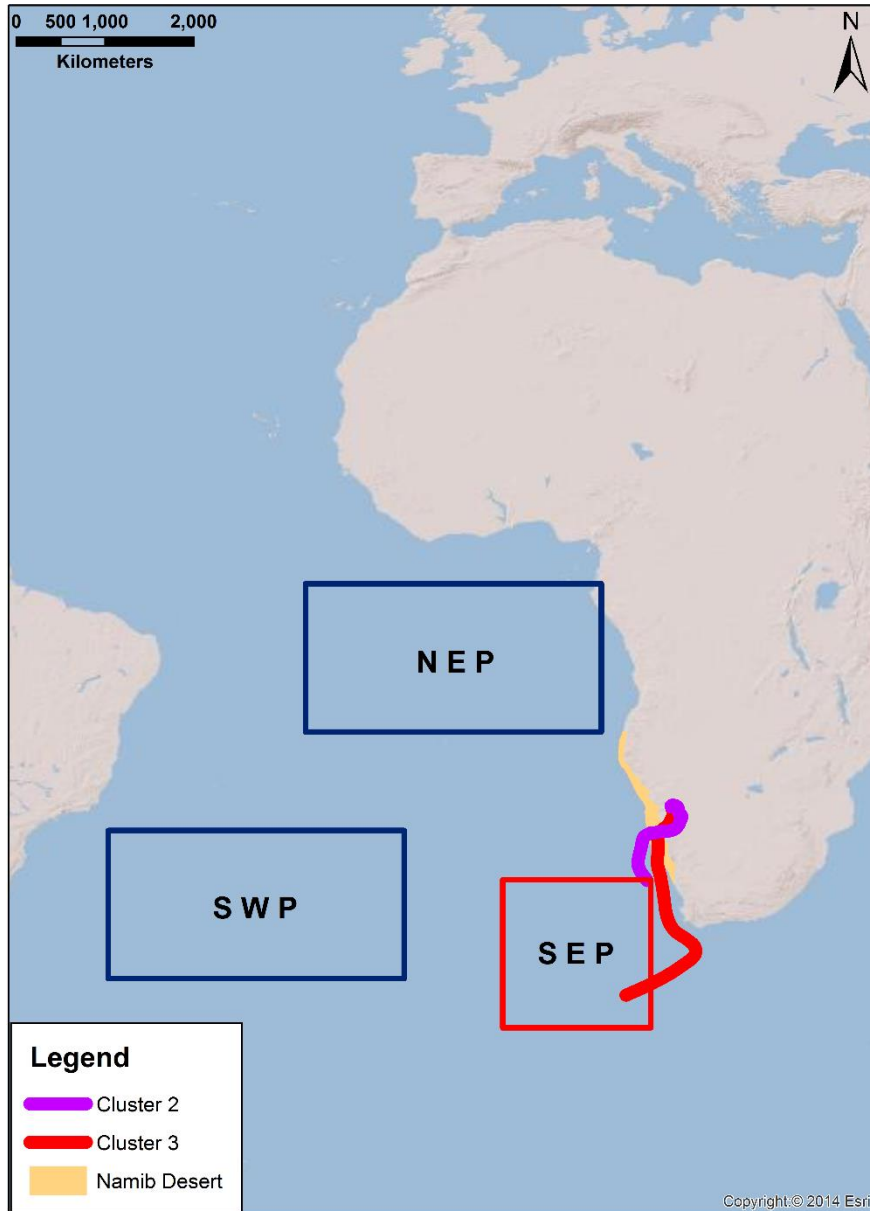 0 500 1,000 2,000
Kilometers
N
N E P
S W P
S E P
Legend
Cluster 2
Cluster 3
Namib Desert
Copyright:© 2014 Esri